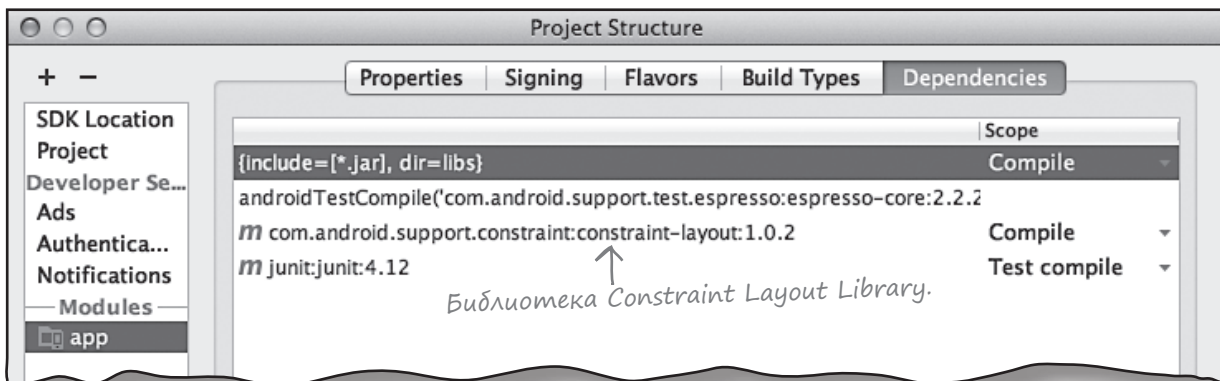 Project Structure
+ −
Properties
Signing
Flavors
Build Types
Dependencies
SDK Location
Project
Developer Se...
Ads
Authentica...
Notifications
Modules
app
Scope
{include=[*.jar], dir=libs}
Compile
androidTestCompile('com.android.support.test.espresso:espresso-core:2.2.2
m com.android.support.constraint:constraint-layout:1.0.2
Compile
m junit:junit:4.12
Test compile
Библиотека Constraint Layout Library.